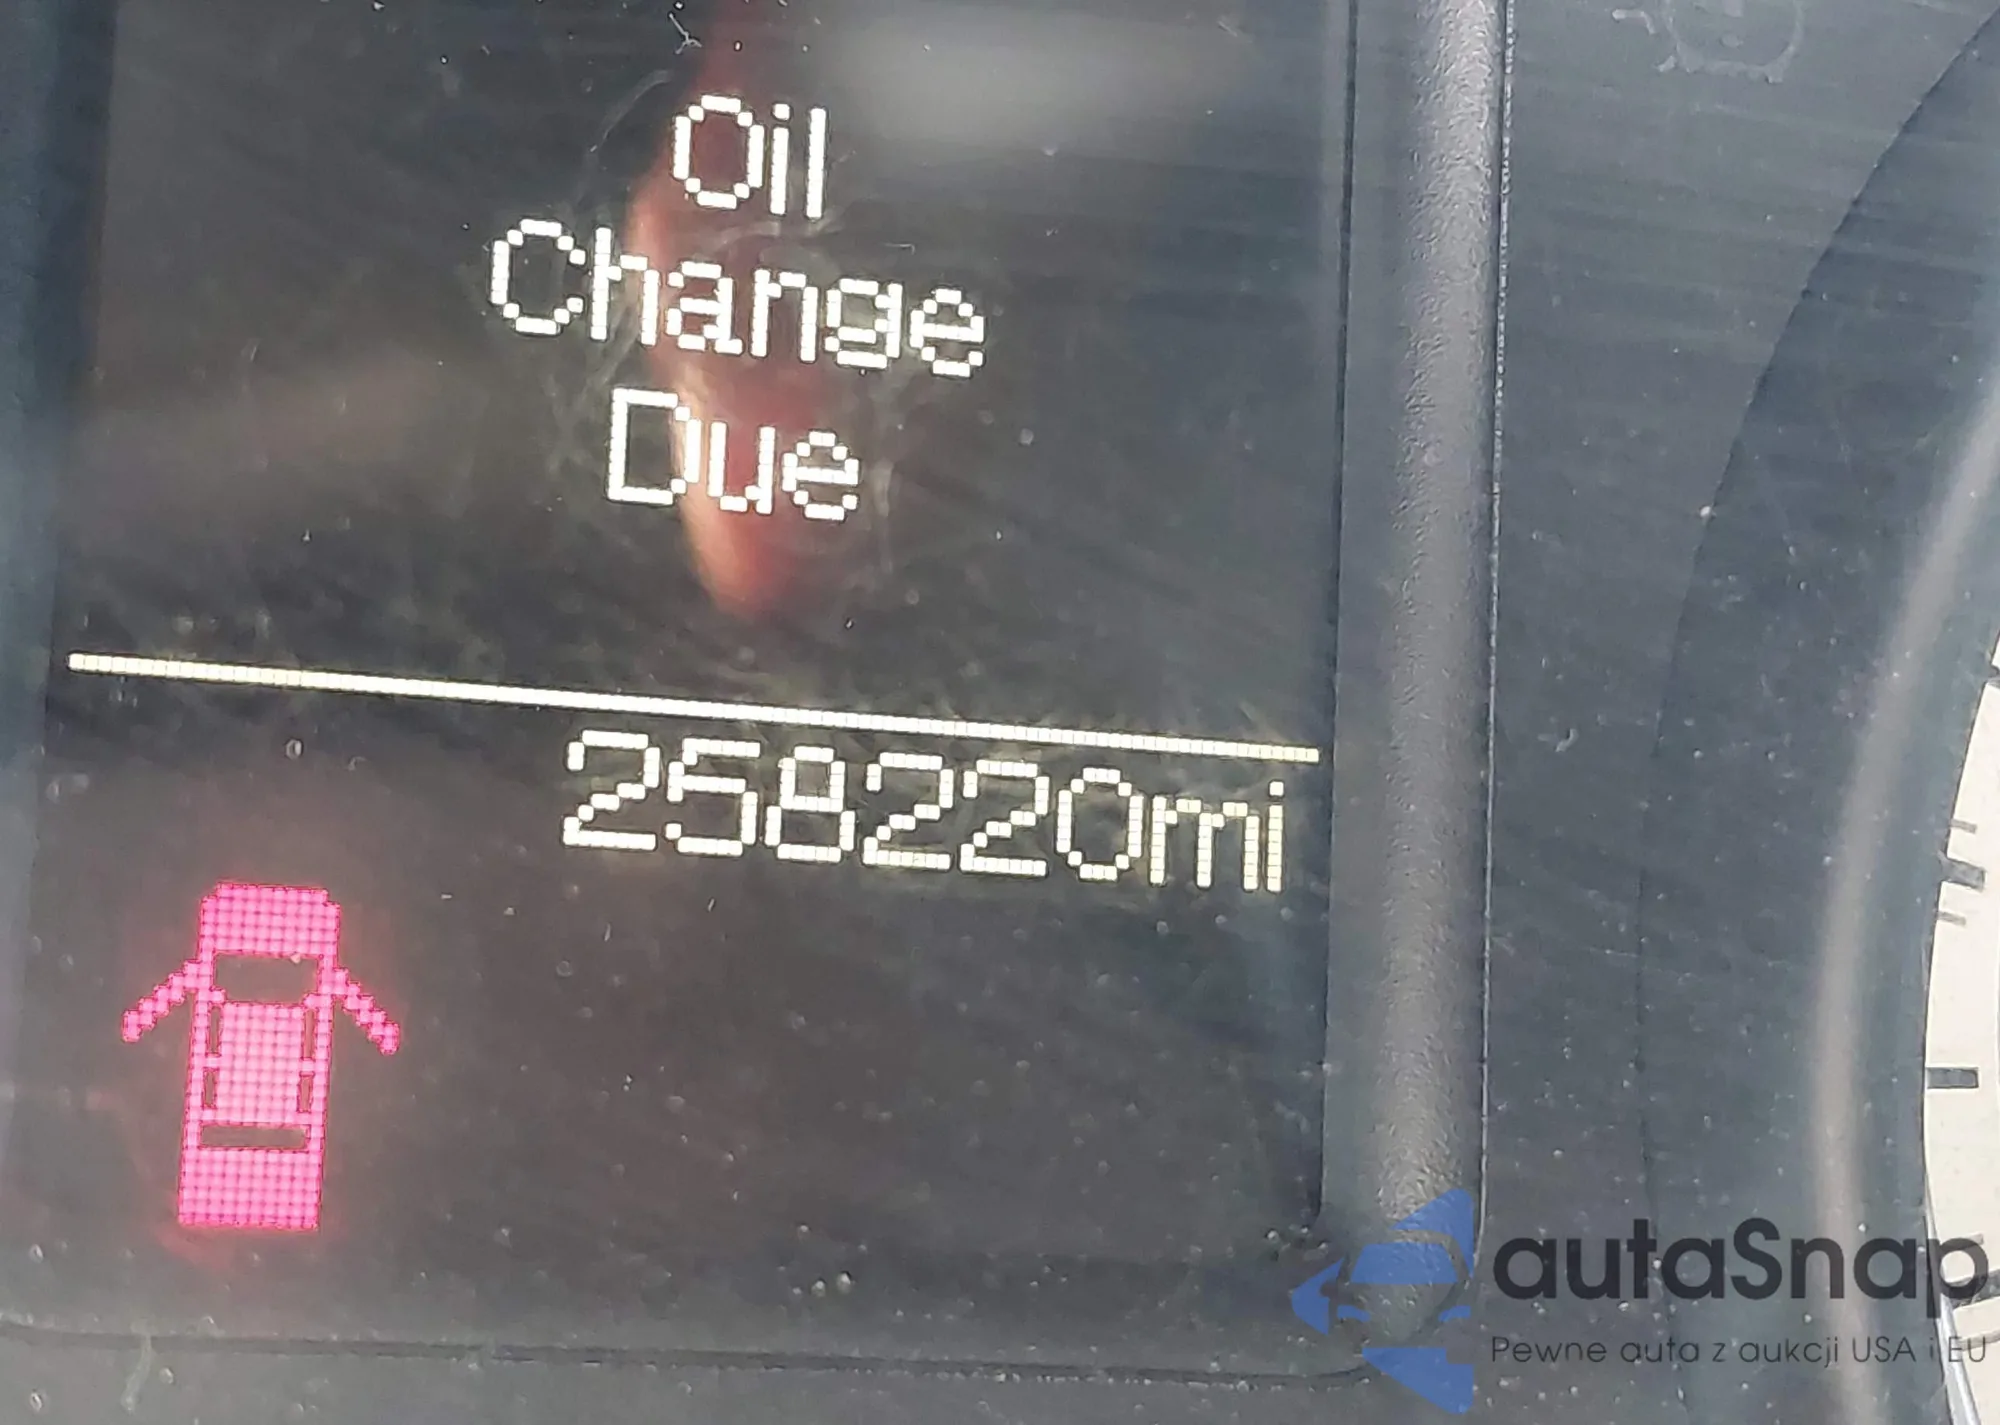 Oil
Change
Due
258220mi
autaSnap
Pewne auta z aukcji USA i EU